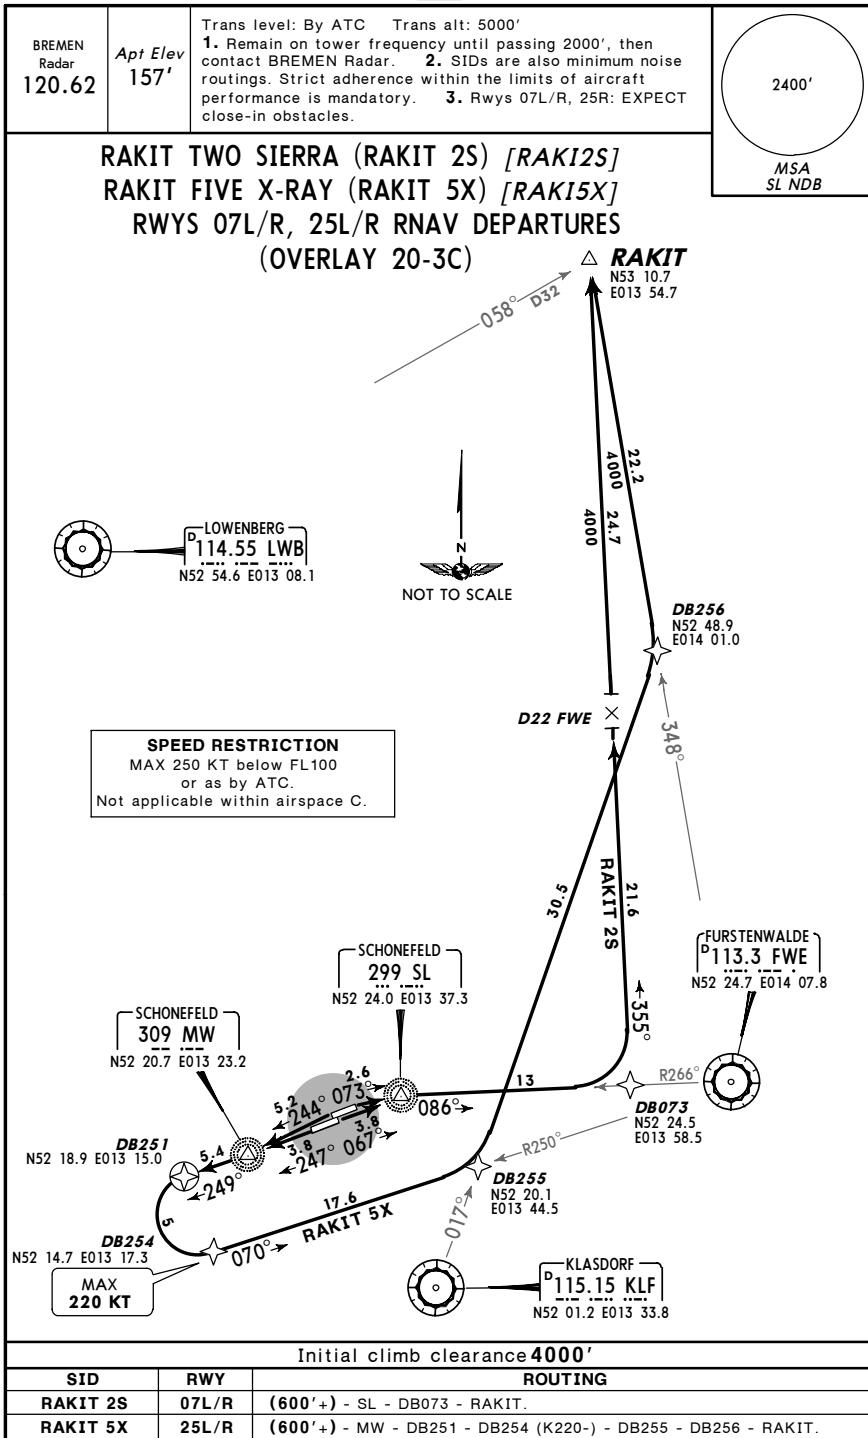 BREMEN
Radar
120.62
Apt Elev
157'
Trans level: By ATC Trans alt: 5000'
1. Remain on tower frequency until passing 2000', then
contact BREMEN Radar. 2. SIDs are also minimum noise
routings. Strict adherence within the limits of aircraft
performance is mandatory. 3. Rwys 07L/R, 25R: EXPECT
close-in obstacles.
2400'
MSA
SL NDB
RAKIT TWO SIERRA (RAKIT 2S) [RAKI2S]
RAKIT FIVE X-RAY (RAKIT 5X) [RAKI5X]
RWYS 07L/R, 25L/R RNAV DEPARTURES
(OVERLAY 20-3C)
RAKIT
N53 10.7
E013 54.7
058°
D32
22.2
4000
24.7
4000
LOWENBERG
D 114.55 LWB
N52 54.6 E013 08.1
N
NOT TO SCALE
DB256
N52 48.9
E014 01.0
D22 FWE
348°
SPEED RESTRICTION
MAX 250 KT below FL100
or as by ATC.
Not applicable within airspace C.
30.5
RAKIT 2S
21.6
355°
FURSTENWALDE
D 113.3 FWE
N52 24.7 E014 07.8
SCHONEFELD
299 SL
N52 24.0 E013 37.3
SCHONEFELD
309 MW
N52 20.7 E013 23.2
R266°
13
086°
DB073
N52 24.5
E013 58.5
2.6
5.2
244° 073°
3.8
3.8
247° 067°
R250°
DB251
N52 18.9 E013 15.0
5.4
249°
DB255
N52 20.1
E013 44.5
17.6
RAKIT 5X
5
070°
017°
DB254
N52 14.7 E013 17.3
MAX
220 KT
KLASDORF
D 115.15 KLF
N52 01.2 E013 33.8
Initial climb clearance 4000'
SID RWY ROUTING
RAKIT 2S 07L/R (600'+) - SL - DB073 - RAKIT.
RAKIT 5X 25L/R (600'+) - MW - DB251 - DB254 (K220-) - DB255 - DB256 - RAKIT.